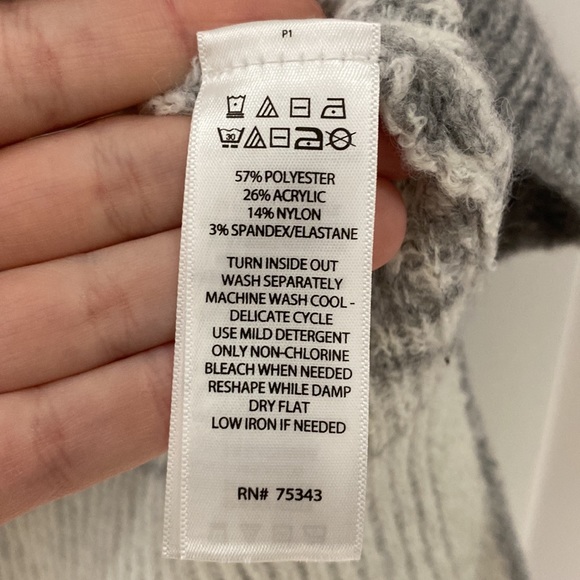 P1
30
57% POLYESTER
26% ACRYLIC
14% NYLON
3% SPANDEX/ELASTANE
TURN INSIDE OUT
WASH SEPARATELY
MACHINE WASH COOL -
DELICATE CYCLE
USE MILD DETERGENT
ONLY NON-CHLORINE
BLEACH WHEN NEEDED
RESHAPE WHILE DAMP
DRY FLAT
LOW IRON IF NEEDED
RN# 75343